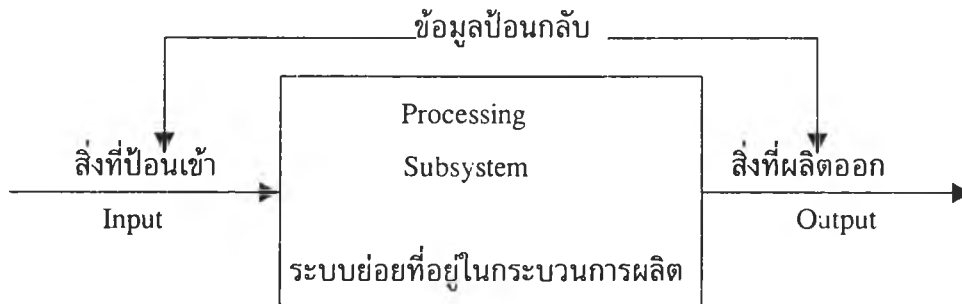 ข้อมูลป้อนกลับ
Processing
สิ่งที่ป้อนเข้า
Subsystem
สิ่งที่ผลิตออก
Input
Output
ระบบย่อยที่อยู่ในกระบวนการผลิต